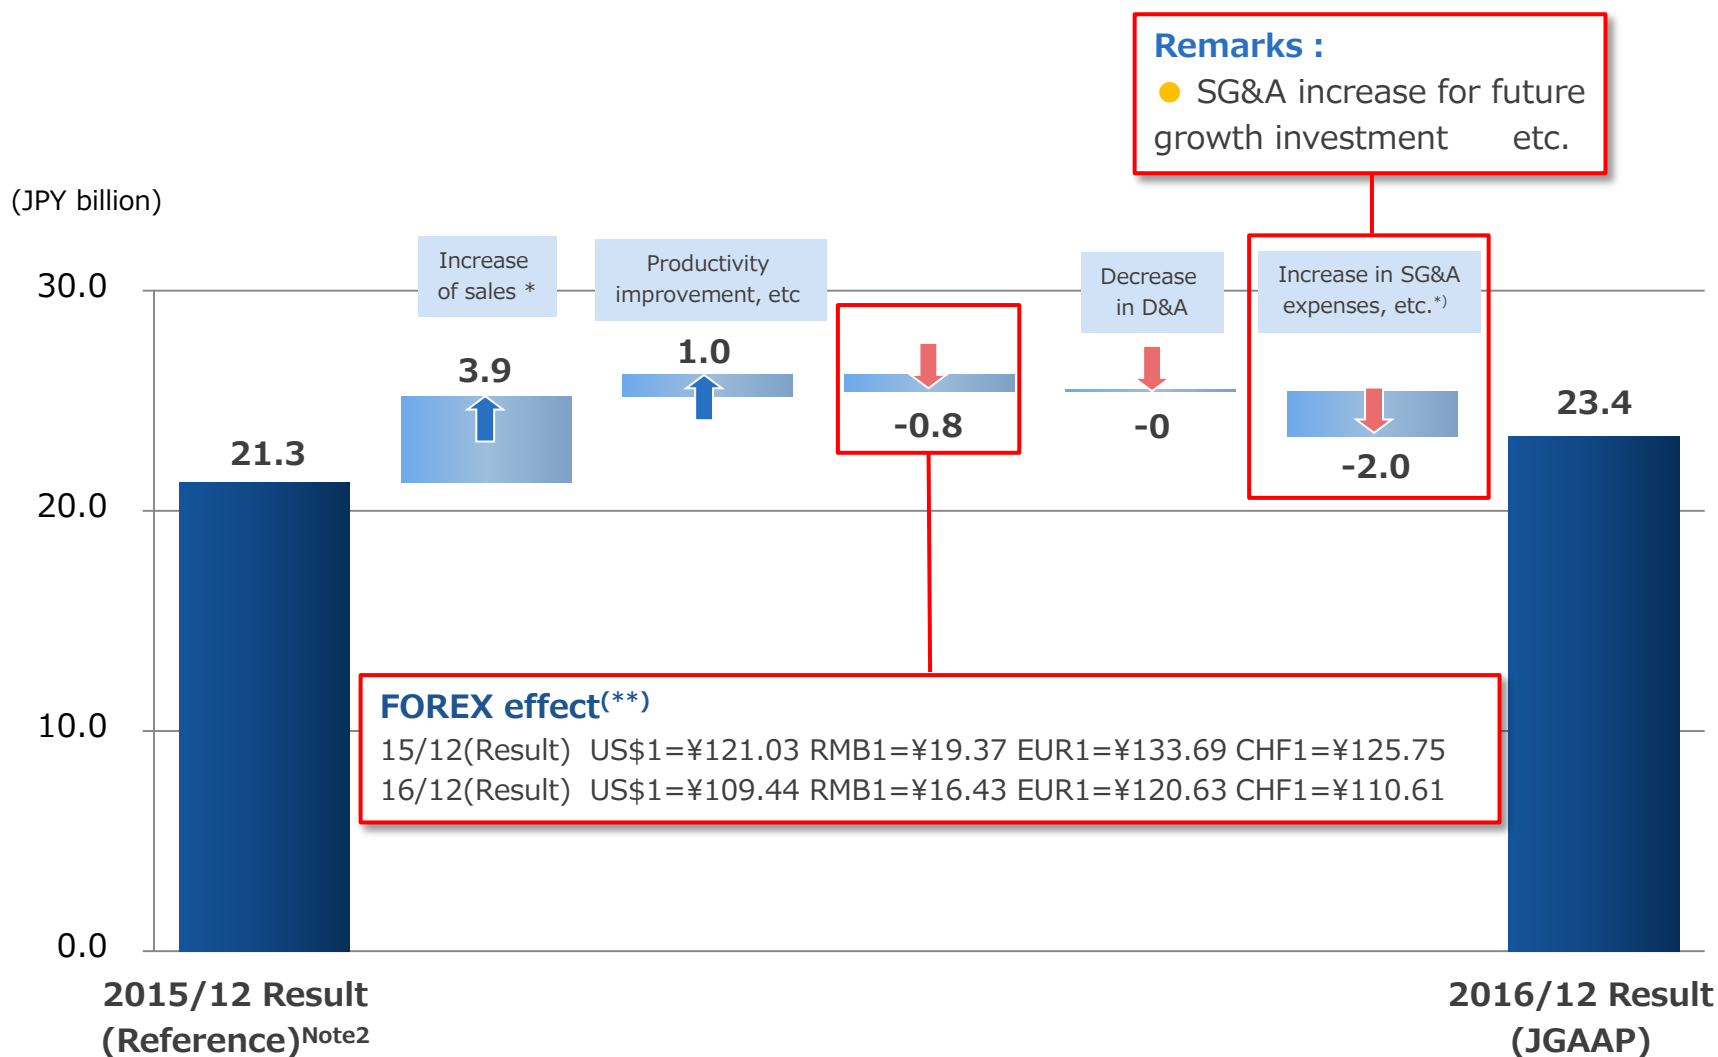 Remarks :
● SG&A increase for future
growth investment etc.
(JPY billion)
30.0
20.0
10.0
0.0
Increase
of sales *
3.9
Productivity
improvement, etc
1.0
-0.8
Decrease
in D&A
-0
Increase in SG&A
expenses, etc.*)
-2.0
21.3
23.4
FOREX effect(**)
15/12(Result) US$1=¥121.03 RMB1=¥19.37 EUR1=¥133.69 CHF1=¥125.75
16/12(Result) US$1=¥109.44 RMB1=¥16.43 EUR1=¥120.63 CHF1=¥110.61
2015/12 Result
(Reference)Note2
2016/12 Result
(JGAAP)